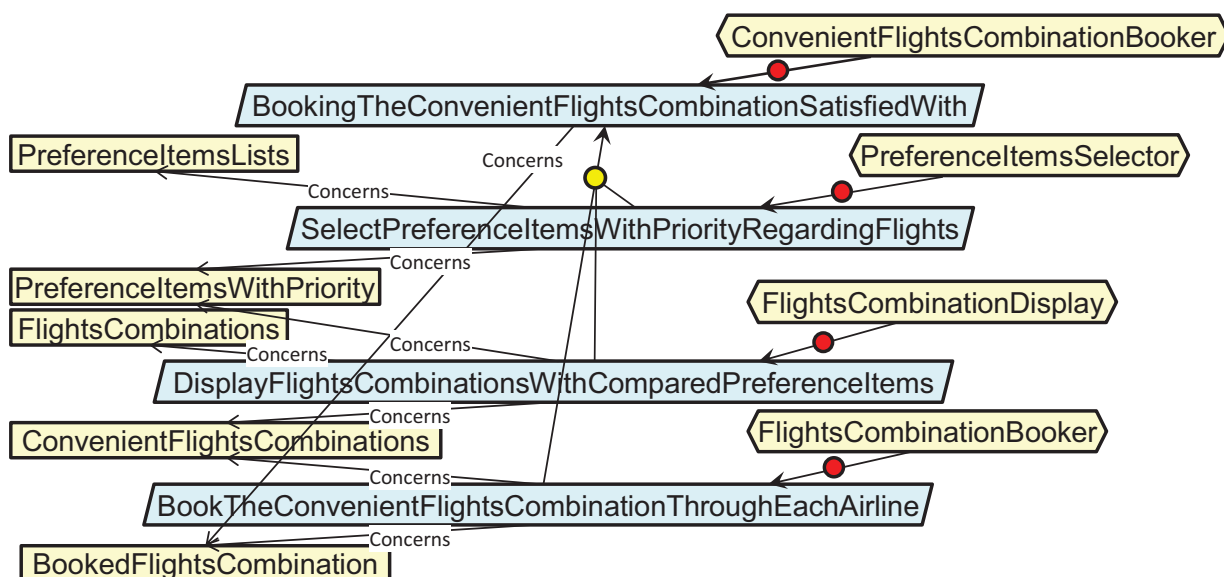 ConvenientFlightsCombinationBooker
BookingTheConvenientFlightsCombinationSatisfiedWith
PreferenceItemsLists
Concerns
PreferenceItemsSelector
Concerns
SelectPreferenceItemsWithPriorityRegardingFlights
Concerns
PreferenceItemsWithPriority
FlightsCombinationDisplay
FlightsCombinations
Concerns
Concerns
DisplayFlightsCombinationsWithComparedPreferenceItems
Concerns
ConvenientFlightsCombinations
FlightsCombinationBooker
Concerns
BookTheConvenientFlightsCombinationThroughEachAirline
Concerns
BookedFlightsCombination